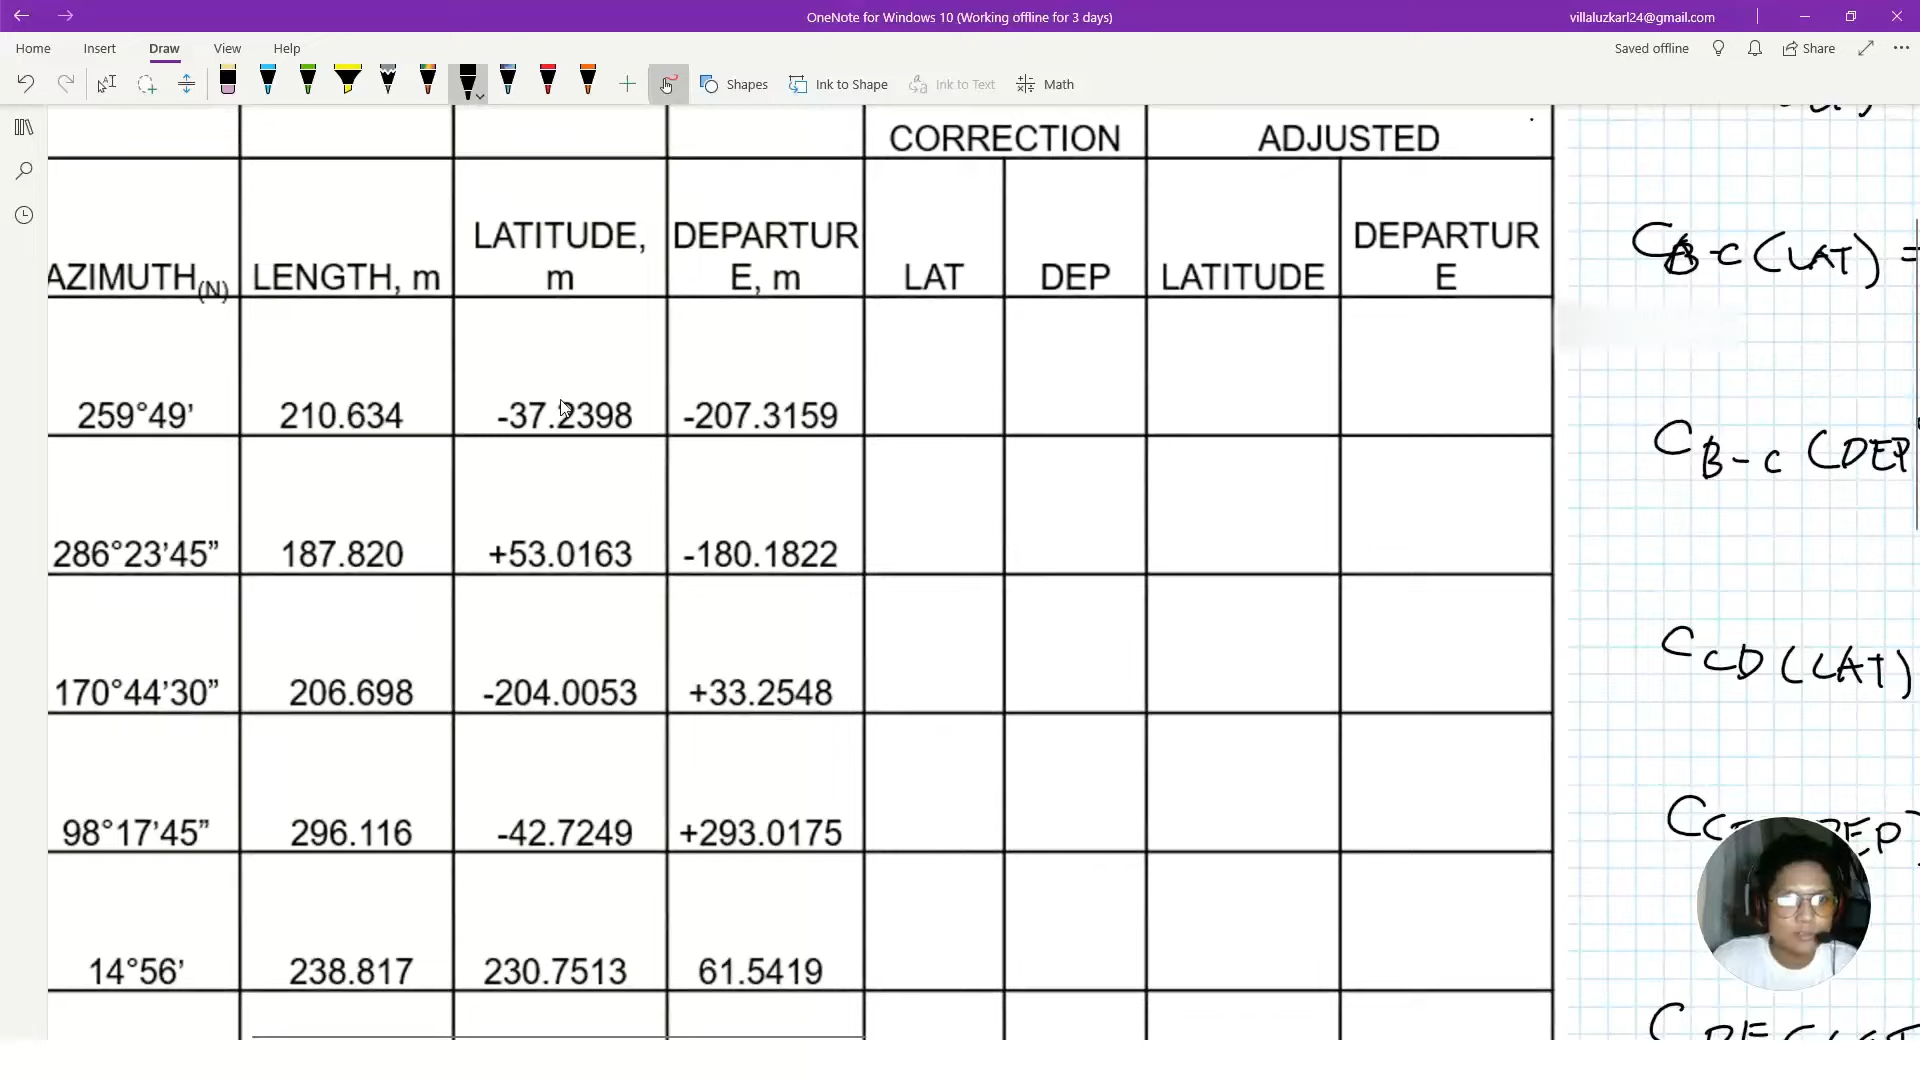 OneNote for Windows 10 (Working offline for 3 days)
villaluzkarl24@gmail.com
Home Insert Draw View Help
Saved offline
Share
Shapes
Ink to Shape
Ink to Text
Math
CORRECTION ADJUSTED
AZIMUTH(N) LENGTH, m LATITUDE, m DEPARTURE, m LAT DEP LATITUDE DEPARTURE
259°49’ 210.634 -37.2398 -207.3159
286°23’45” 187.820 +53.0163 -180.1822
170°44’30” 206.698 -204.0053 +33.2548
98°17’45” 296.116 -42.7249 +293.0175
14°56’ 238.817 230.7513 61.5419
C B-C (LAT) =
C B-C (DEP
C CD (LAT)